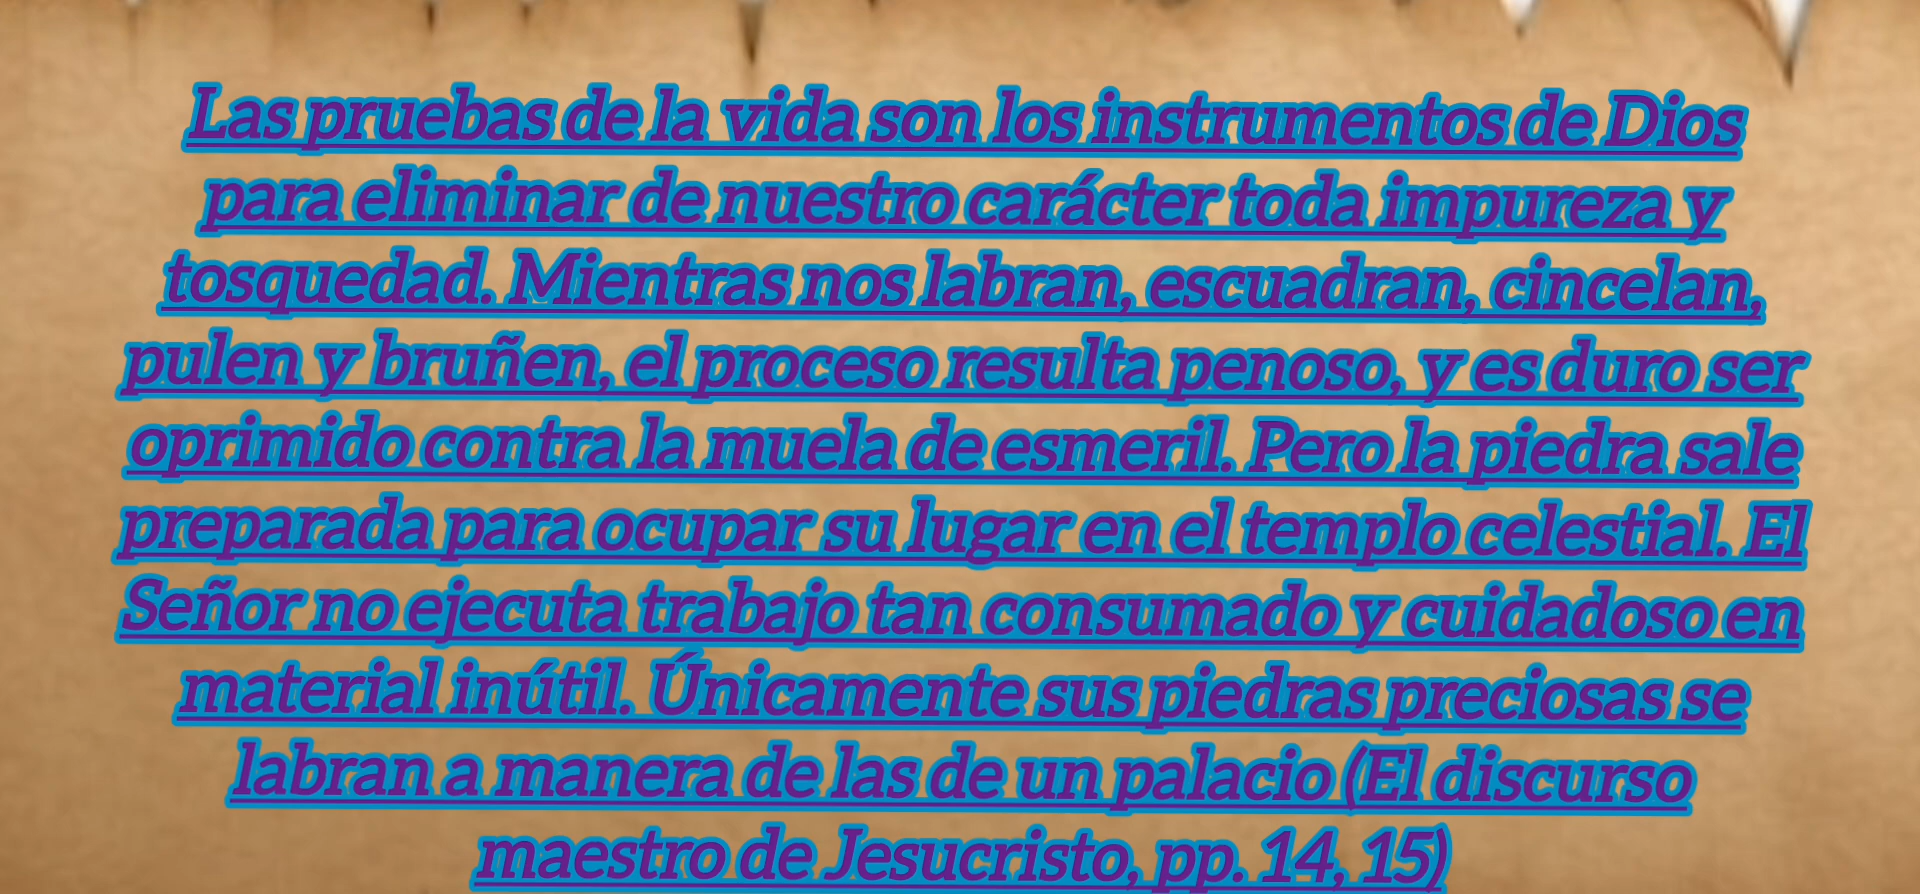 Las pruebas de la vida son los instrumentos de Dios
para eliminar de nuestro carácter toda impureza y
tosquedad. Mientras nos labran, escuadran, cincelan,
pulen y bruñen, el proceso resulta penoso, y es duro ser
oprimido contra la muela de esmeril. Pero la piedra sale
preparada para ocupar su lugar en el templo celestial. El
Señor no ejecuta trabajo tan consumado y cuidadoso en
material inútil. Únicamente sus piedras preciosas se
labran a manera de las de un palacio (El discurso
maestro de Jesucristo, pp. 14, 15)